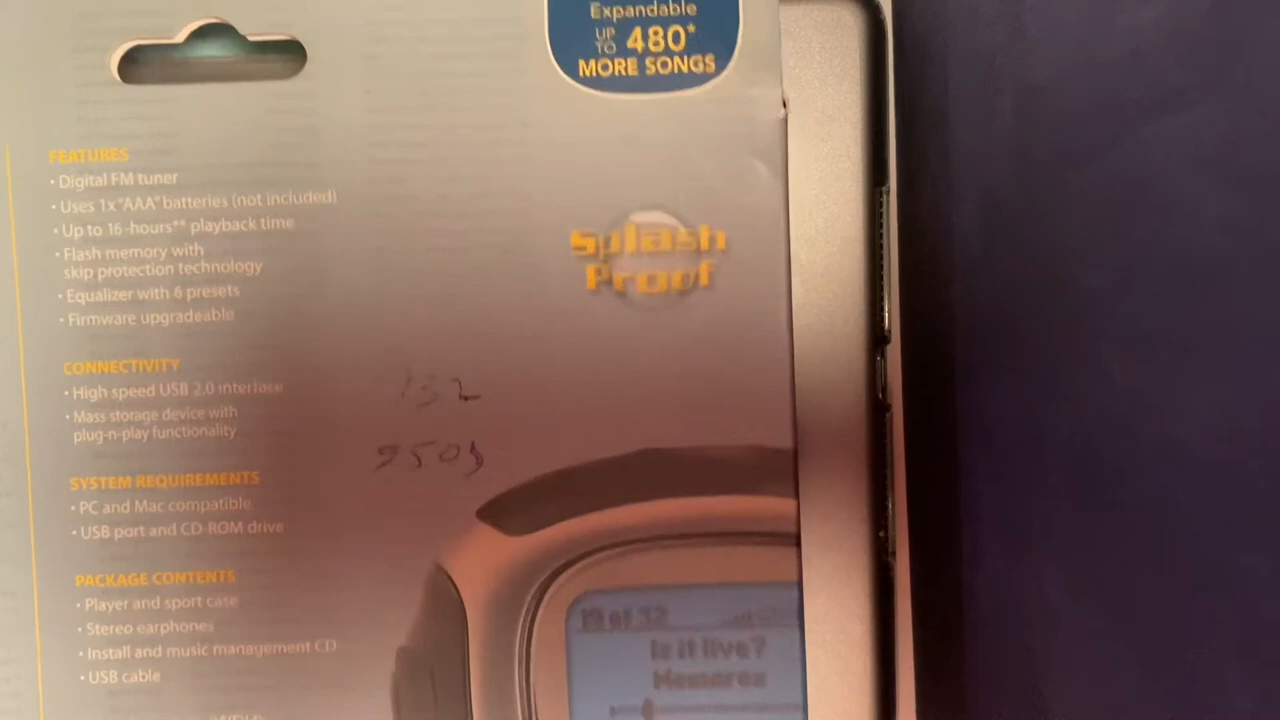 Expandable
UP TO 480*
MORE SONGS
FEATURES
• Digital FM tuner
• Uses 1x "AAA" batteries (not included)
• Up to 16-hours** playback time
• Flash memory with
skip protection technology
• Equalizer with 6 presets
• Firmware upgradeable
Splash
Proof
CONNECTIVITY
• High speed USB 2.0 interface
• Mass storage device with
plug-n-play functionality
132
SYSTEM REQUIREMENTS
• PC and Mac compatible
• USB port and CD-ROM drive
PACKAGE CONTENTS
• Player and sport case
• Stereo earphones
• Install and music management CD
• USB cable
19 of 32
Is it live?
Memorex